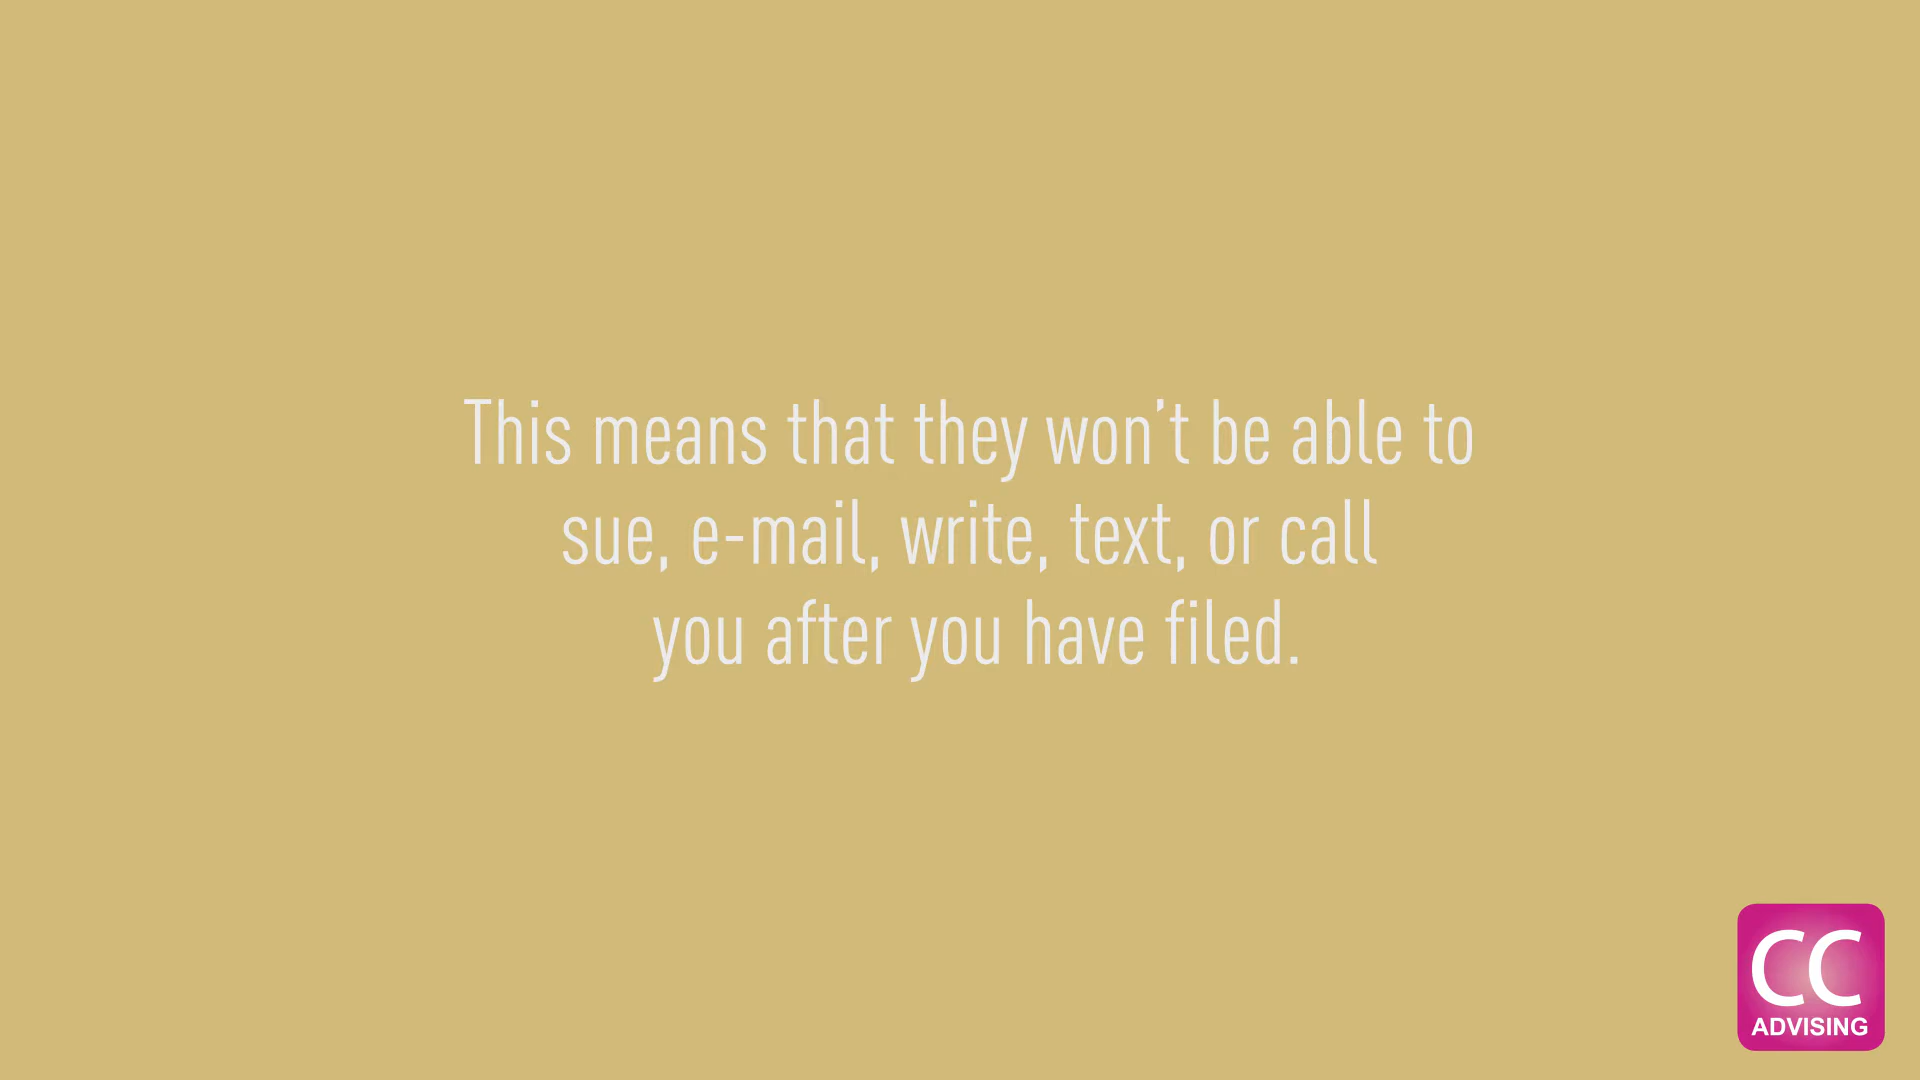 This means that they won’t be able to
sue, e-mail, write, text, or call
you after you have filed.
CC
ADVISING